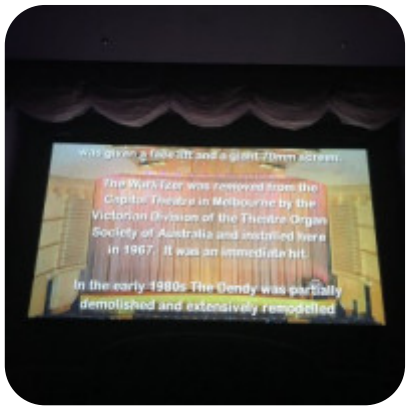 was given a face lift and a giant 70mm screen.
The WurliTzer was removed from the
Capitol Theatre in Melbourne by the
Victorian Division of the Theatre Organ
Society of Australia and installed here
in 1967. It was an immediate hit.
In the early 1980s The Dendy was partially
demolished and extensively remodelled